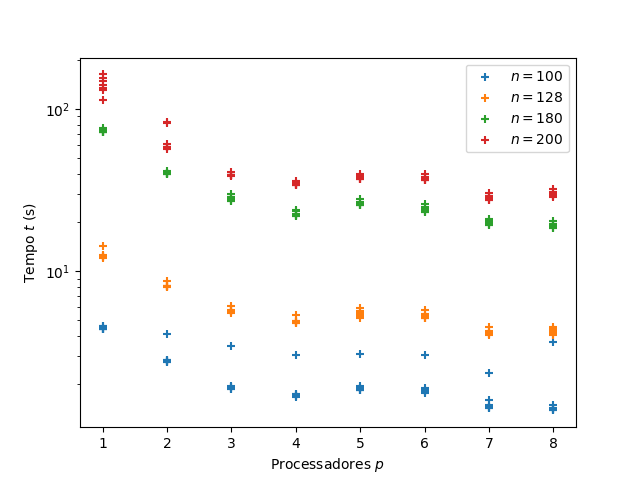 n = 100
n = 128
n = 180
n = 200
10²
Tempo t (s)
10¹
1 2 3 4 5 6 7 8
Processadores p